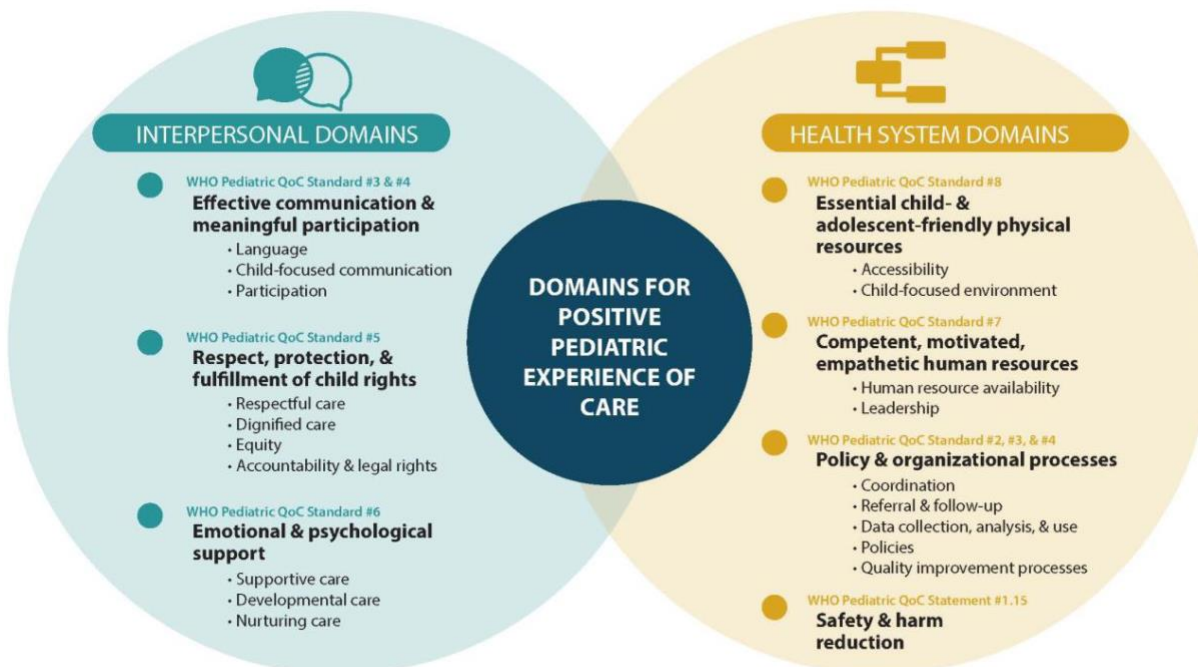 INTERPERSONAL DOMAINS
WHO Pediatric QoC Standard #3 & #4
Effective communication &
meaningful participation
• Language
• Child-focused communication
• Participation
WHO Pediatric QoC Standard #5
Respect, protection, &
fulfillment of child rights
• Respectful care
• Dignified care
• Equity
• Accountability & legal rights
WHO Pediatric QoC Standard #6
Emotional & psychological
support
• Supportive care
• Developmental care
• Nurturing care
DOMAINS FOR
POSITIVE
PEDIATRIC
EXPERIENCE OF
CARE
HEALTH SYSTEM DOMAINS
WHO Pediatric QoC Standard #8
Essential child- &
adolescent-friendly physical
resources
• Accessibility
• Child-focused environment
WHO Pediatric QoC Standard #7
Competent, motivated,
empathetic human resources
• Human resource availability
• Leadership
WHO Pediatric QoC Standard #2, #3, & #4
Policy & organizational processes
• Coordination
• Referral & follow-up
• Data collection, analysis, & use
• Policies
• Quality improvement processes
WHO Pediatric QoC Statement #1.15
Safety & harm
reduction